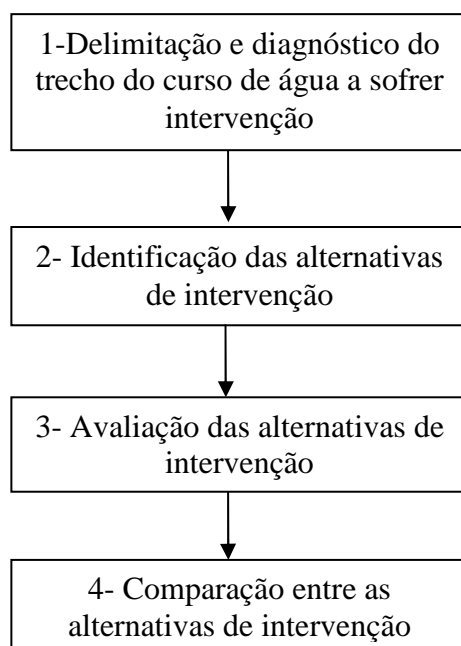 1-Delimitação e diagnóstico do
trecho do curso de água a sofrer
intervenção
2- Identificação das alternativas
de intervenção
3- Avaliação das alternativas de
intervenção
4- Comparação entre as
alternativas de intervenção